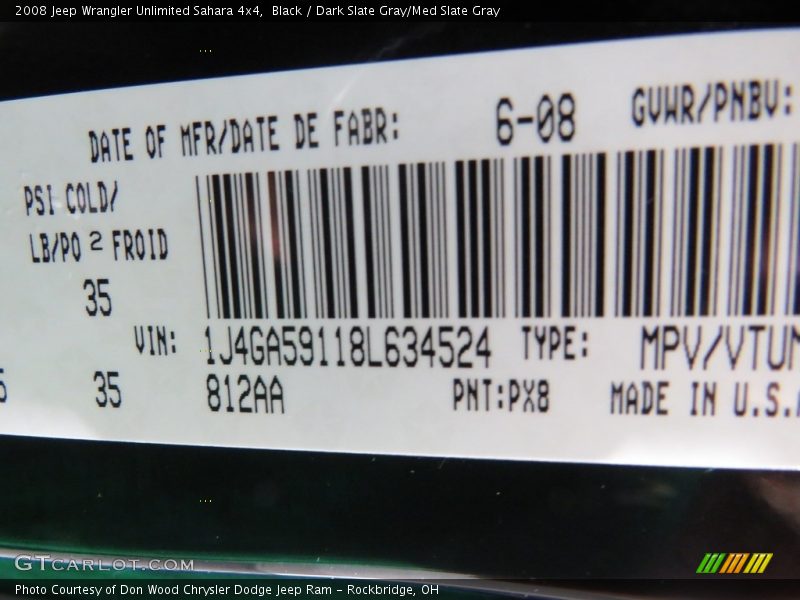 2008 Jeep Wrangler Unlimited Sahara 4x4,  Black / Dark Slate Gray/Med Slate Gray
DATE OF MFR/DATE DE FABR: 6-08 GVWR/PNBV:
PSI COLD/
LB/PO 2 FROID
35
VIN: 1J4GA59118L634524 TYPE: MPV/VTUM
5 35 812AA PNT:PX8 MADE IN U.S.A
GTCARLOT.COM
Photo Courtesy of Don Wood Chrysler Dodge Jeep Ram - Rockbridge, OH